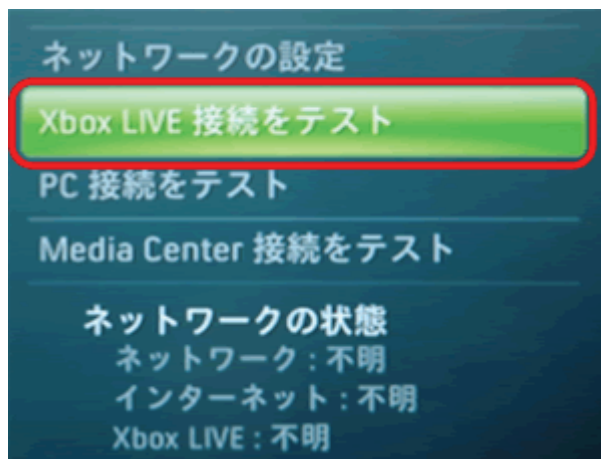 ネットワークの設定
Xbox LIVE 接続をテスト
PC 接続をテスト
Media Center 接続をテスト
ネットワークの状態
ネットワーク : 不明
インターネット : 不明
Xbox LIVE : 不明